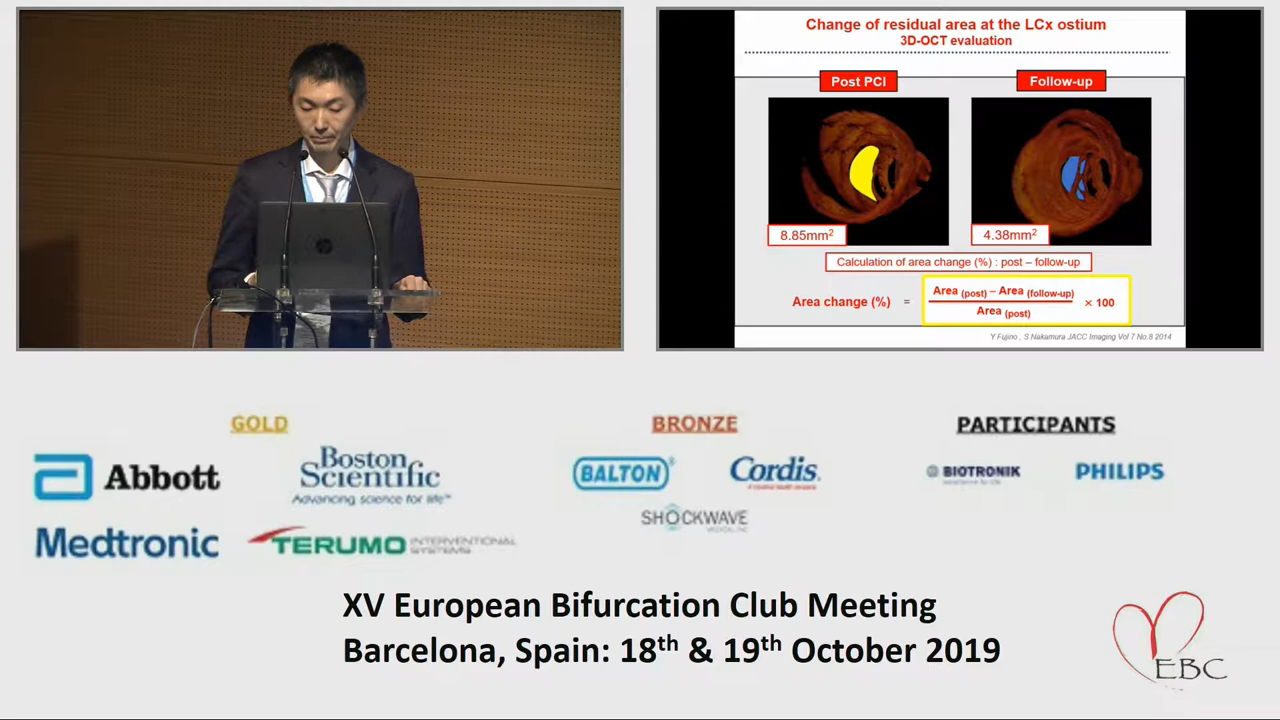 Change of residual area at the LCx ostium
3D-OCT evaluation
Post PCI
Follow-up
8.85mm²
4.38mm²
Calculation of area change (%) : post – follow-up
Area change (%) = Area (post) – Area (follow-up) × 100
Area (post)
Y Fujino , S Nakamura JACC Imaging Vol 7 No.8 2014
GOLD
BRONZE
PARTICIPANTS
Abbott
Boston
Scientific
Advancing science for life™
BALTON®
Cordis
BIOTRONIK
PHILIPS
SHOCKWAVE
Medtronic
TERUMO INTERVENTIONAL
SYSTEMS
XV European Bifurcation Club Meeting
Barcelona, Spain: 18th & 19th October 2019
EBC